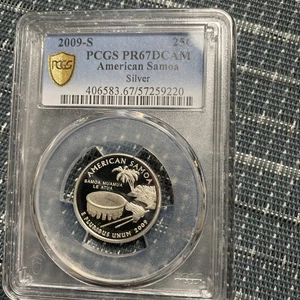 2009-S 25C
PCGS PR67DCAM
American Samoa
Silver
406583.67/57259220
PCGS
AMERICAN SAMOA
SAMOA MUAMUA
LE ATUA
E PLURIBUS UNUM 2009